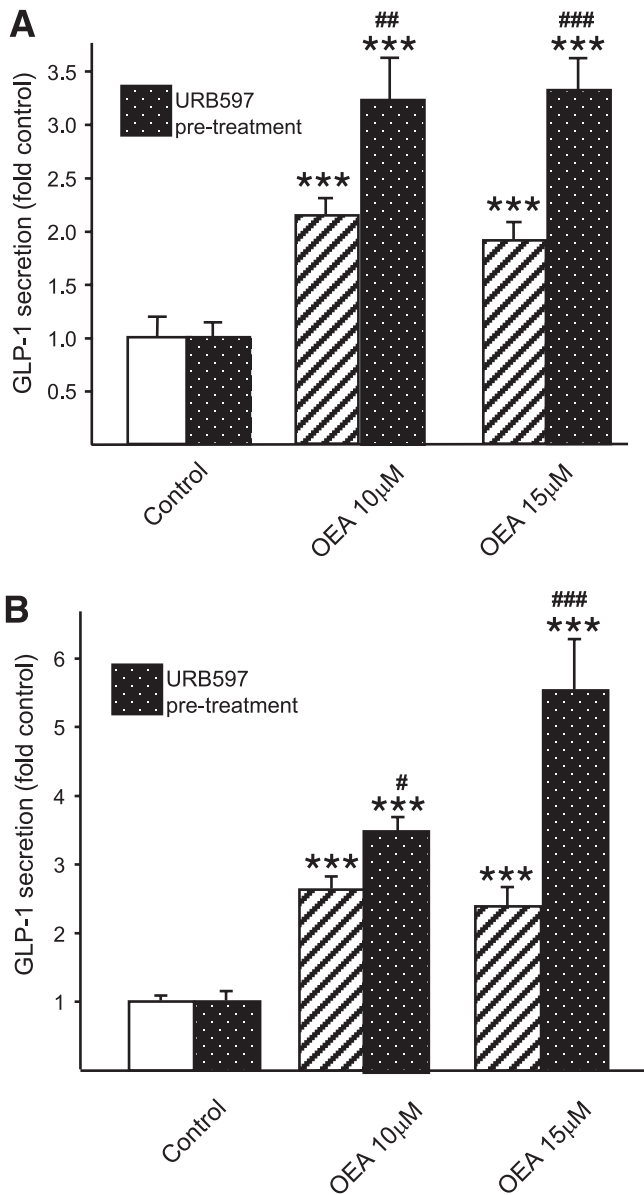 A
##
***
###
***
3.5
URB597
pre-treatment
3.0
2.5
***
***
2.0
1.5
1.0
0.5
GLP-1 secretion (fold control)
Control
OEA 10µM
OEA 15µM
B
###
***
6
URB597
pre-treatment
5
4
#
***
3
***
***
2
1
GLP-1 secretion (fold control)
Control
OEA 10µM
OEA 15µM